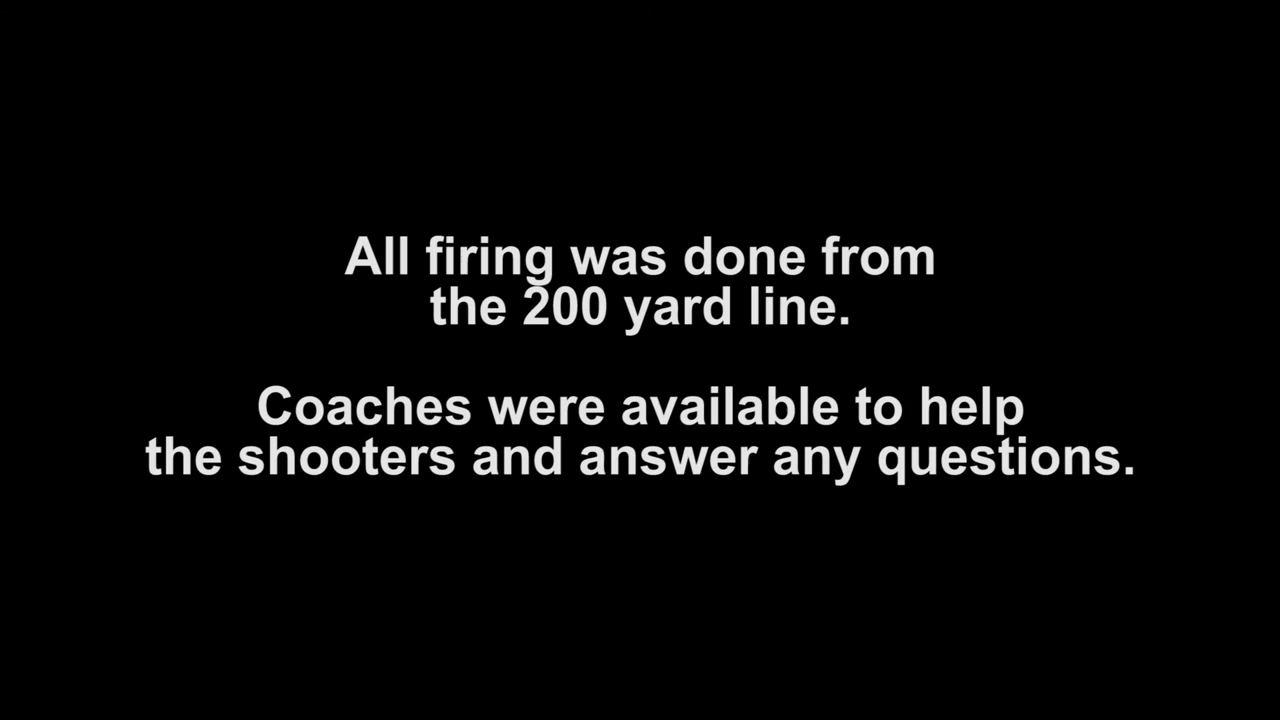 All firing was done from
the 200 yard line.
Coaches were available to help
the shooters and answer any questions.